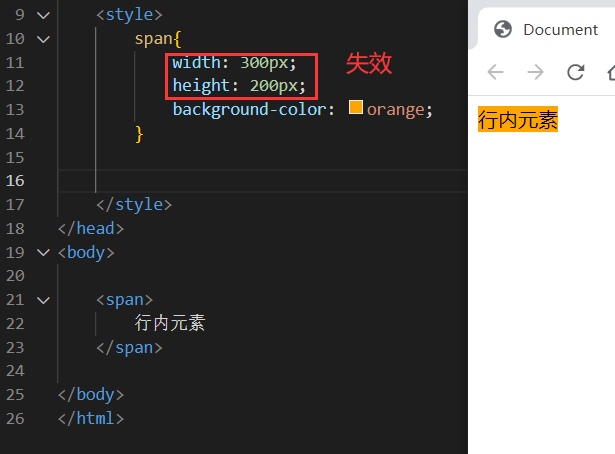 9 <style>
10 span{
11 width: 300px;
12 height: 200px;
失效
13 background-color: orange;
14 }
15
16
17 </style>
18 </head>
19 <body>
20
21 <span>
22 行内元素
23 </span>
24
25 </body>
26 </html>
Document
行内元素